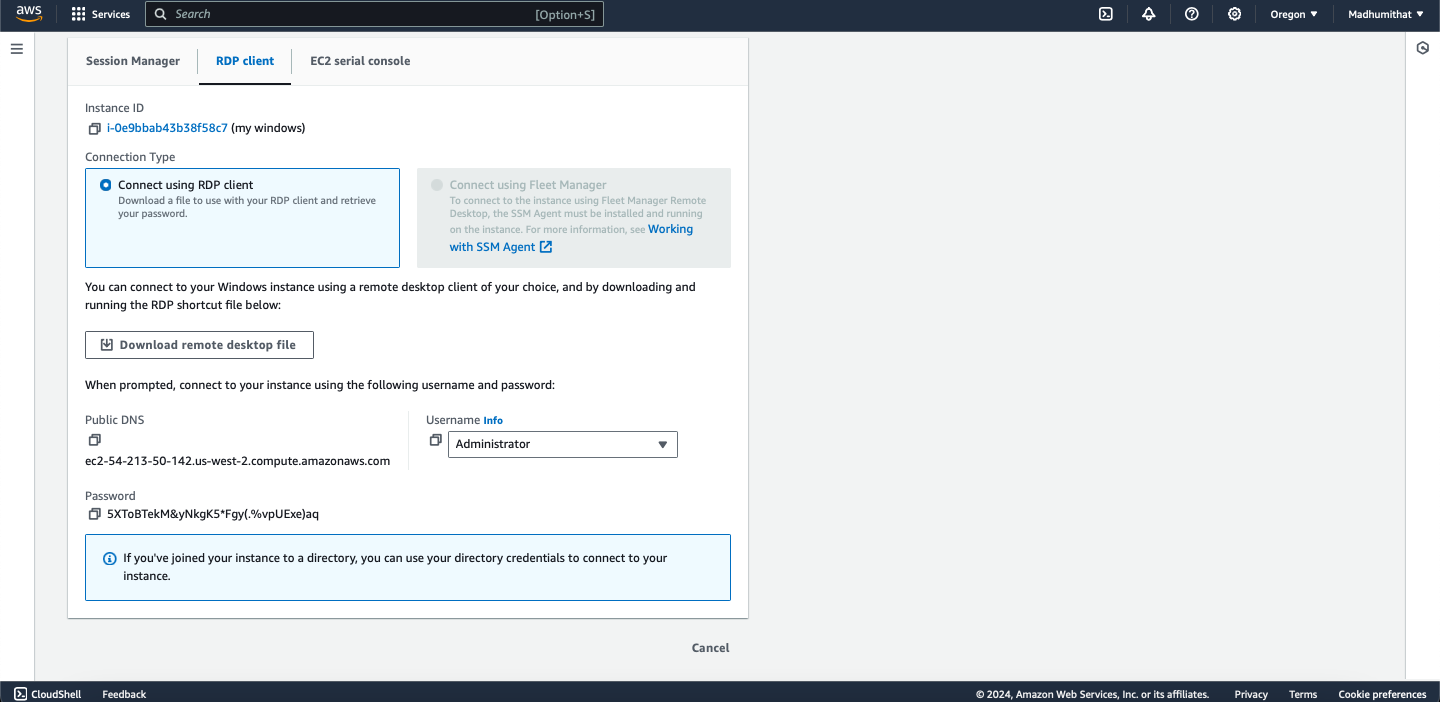 aws
Services
Search
[Option+S]
Oregon
Madhumithat
Session Manager
RDP client
EC2 serial console
Instance ID
i-0e9bbab43b38f58c7 (my windows)
Connection Type
Connect using RDP client
Download a file to use with your RDP client and retrieve
your password.
Connect using Fleet Manager
To connect to the instance using Fleet Manager Remote
Desktop, the SSM Agent must be installed and running
on the instance. For more information, see Working
with SSM Agent
You can connect to your Windows instance using a remote desktop client of your choice, and by downloading and
running the RDP shortcut file below:
Download remote desktop file
When prompted, connect to your instance using the following username and password:
Public DNS
ec2-54-213-50-142.us-west-2.compute.amazonaws.com
Username Info
Administrator
Password
5XToBTekM&yNkgK5*Fgy(.%vpUExe)aq
If you've joined your instance to a directory, you can use your directory credentials to connect to your
instance.
Cancel
CloudShell
Feedback
© 2024, Amazon Web Services, Inc. or its affiliates.
Privacy
Terms
Cookie preferences